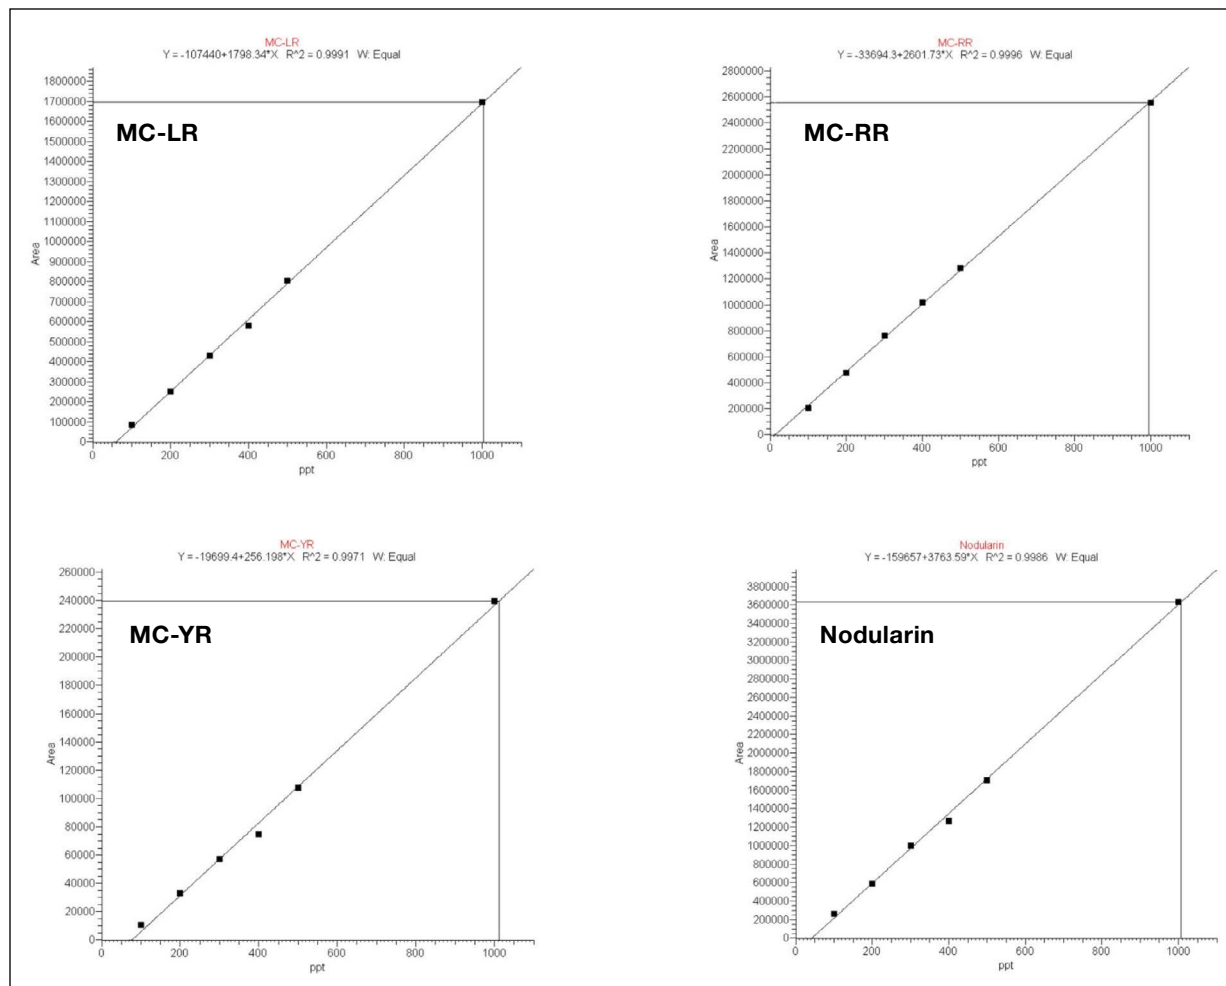 MC-LR
Y = -107440+1798.34*X R^2 = 0.9991 W: Equal
1800000
1700000
1600000
1500000
1400000
1300000
1200000
1100000
1000000
900000
800000
700000
600000
500000
400000
300000
200000
100000
0
Area
MC-LR
0 200 400 600 800 1000
ppt
MC-RR
Y = -33694.3+2601.73*X R^2 = 0.9996 W: Equal
2800000
2600000
2400000
2200000
2000000
1800000
1600000
1400000
1200000
1000000
800000
600000
400000
200000
0
Area
MC-RR
0 200 400 600 800 1000
ppt
MC-YR
Y = -19699.4+256.198*X R^2 = 0.9971 W: Equal
260000
240000
220000
200000
180000
160000
140000
120000
100000
80000
60000
40000
20000
0
Area
MC-YR
0 200 400 600 800 1000
ppt
Nodularin
Y = -159657+3763.59*X R^2 = 0.9986 W: Equal
3800000
3600000
3400000
3200000
3000000
2800000
2600000
2400000
2200000
2000000
1800000
1600000
1400000
1200000
1000000
800000
600000
400000
200000
0
Area
Nodularin
0 200 400 600 800 1000
ppt